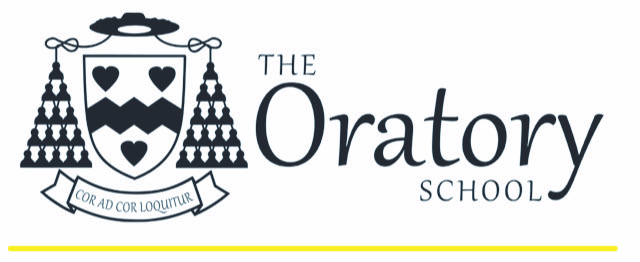 THE
Oratory
SCHOOL
COR AD COR LOQUITUR